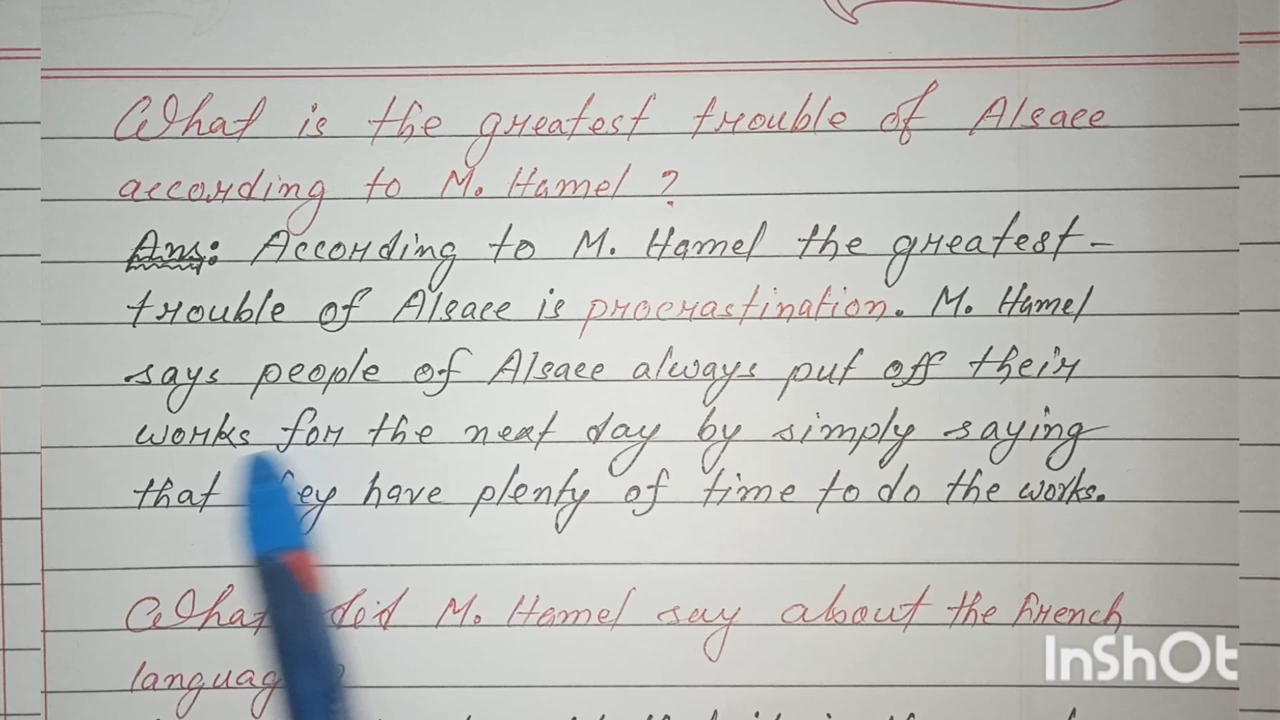 What is the greatest trouble of Alsace
according to M. Hamel ?
Ans: According to M. Hamel the greatest-
trouble of Alsace is procrastination. M. Hamel
says people of Alsace always put off their
works for the next day by simply saying
that they have plenty of time to do the works.
What did M. Hamel say about the French
language?
InShOt